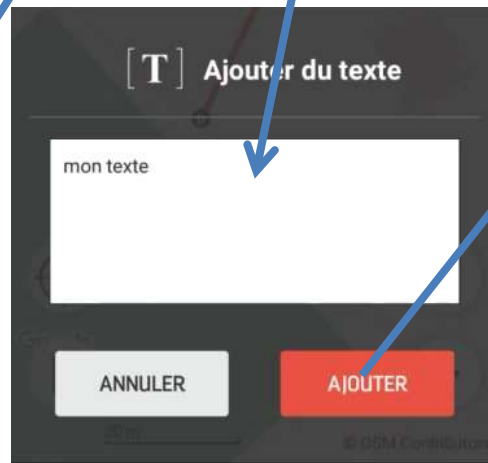 [T] Ajouter du texte
mon texte
ANNULER
AJOUTER
© OSM Contributors